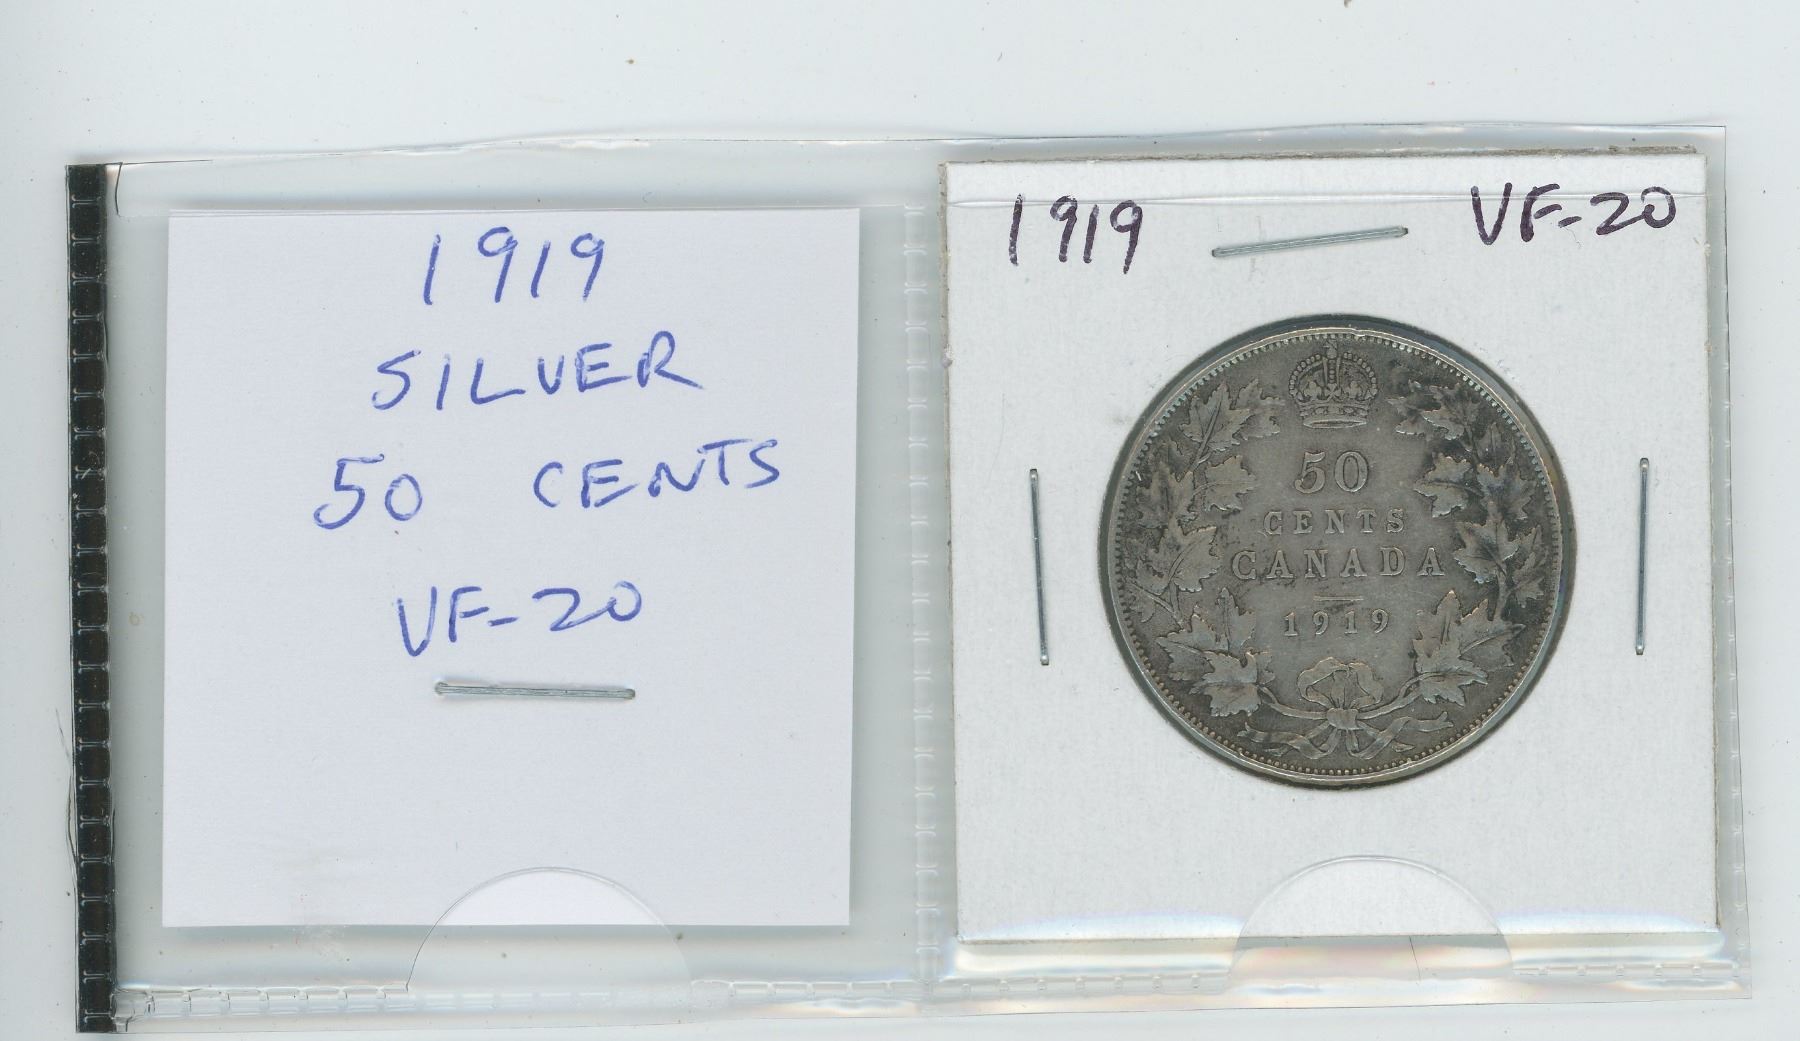 1919
SILVER
50 CENTS
VF-20
1919 VF-20
50
CENTS
CANADA
1919